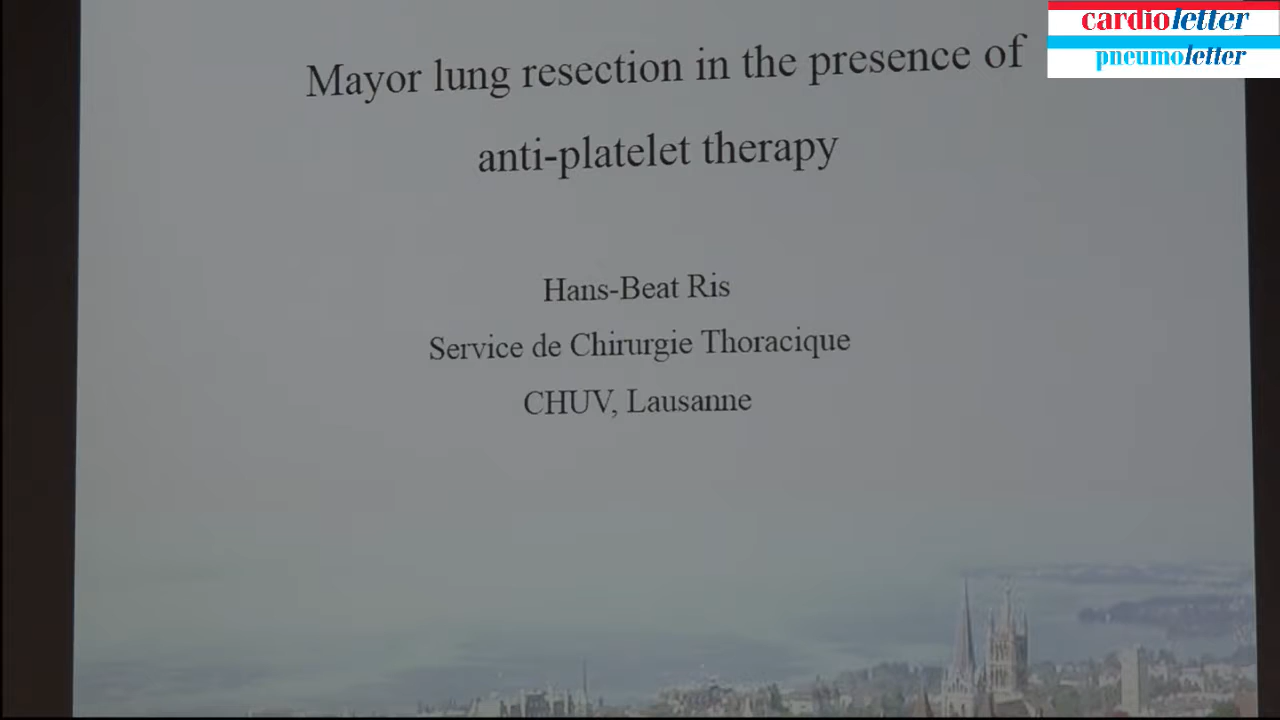 cardioletter
pneumoletter
Mayor lung resection in the presence of
anti-platelet therapy
Hans-Beat Ris
Service de Chirurgie Thoracique
CHUV, Lausanne